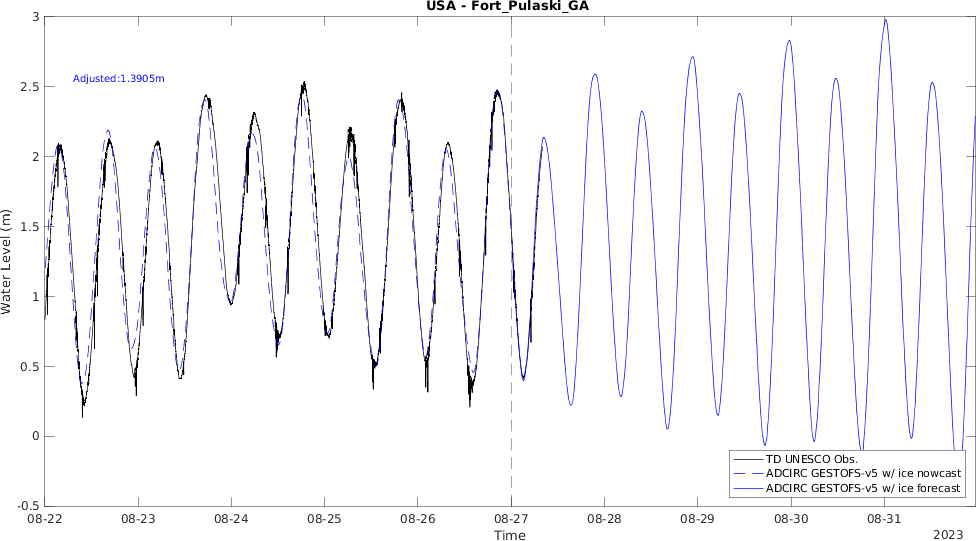 USA - Fort_Pulaski_GA
Adjusted:1.3905m
Water Level (m)
3
2.5
2
1.5
1
0.5
0
-0.5
08-22 08-23 08-24 08-25 08-26 08-27 08-28 08-29 08-30 08-31
Time
2023
TD UNESCO Obs.
ADCIRC GESTOFS-v5 w/ ice nowcast
ADCIRC GESTOFS-v5 w/ ice forecast